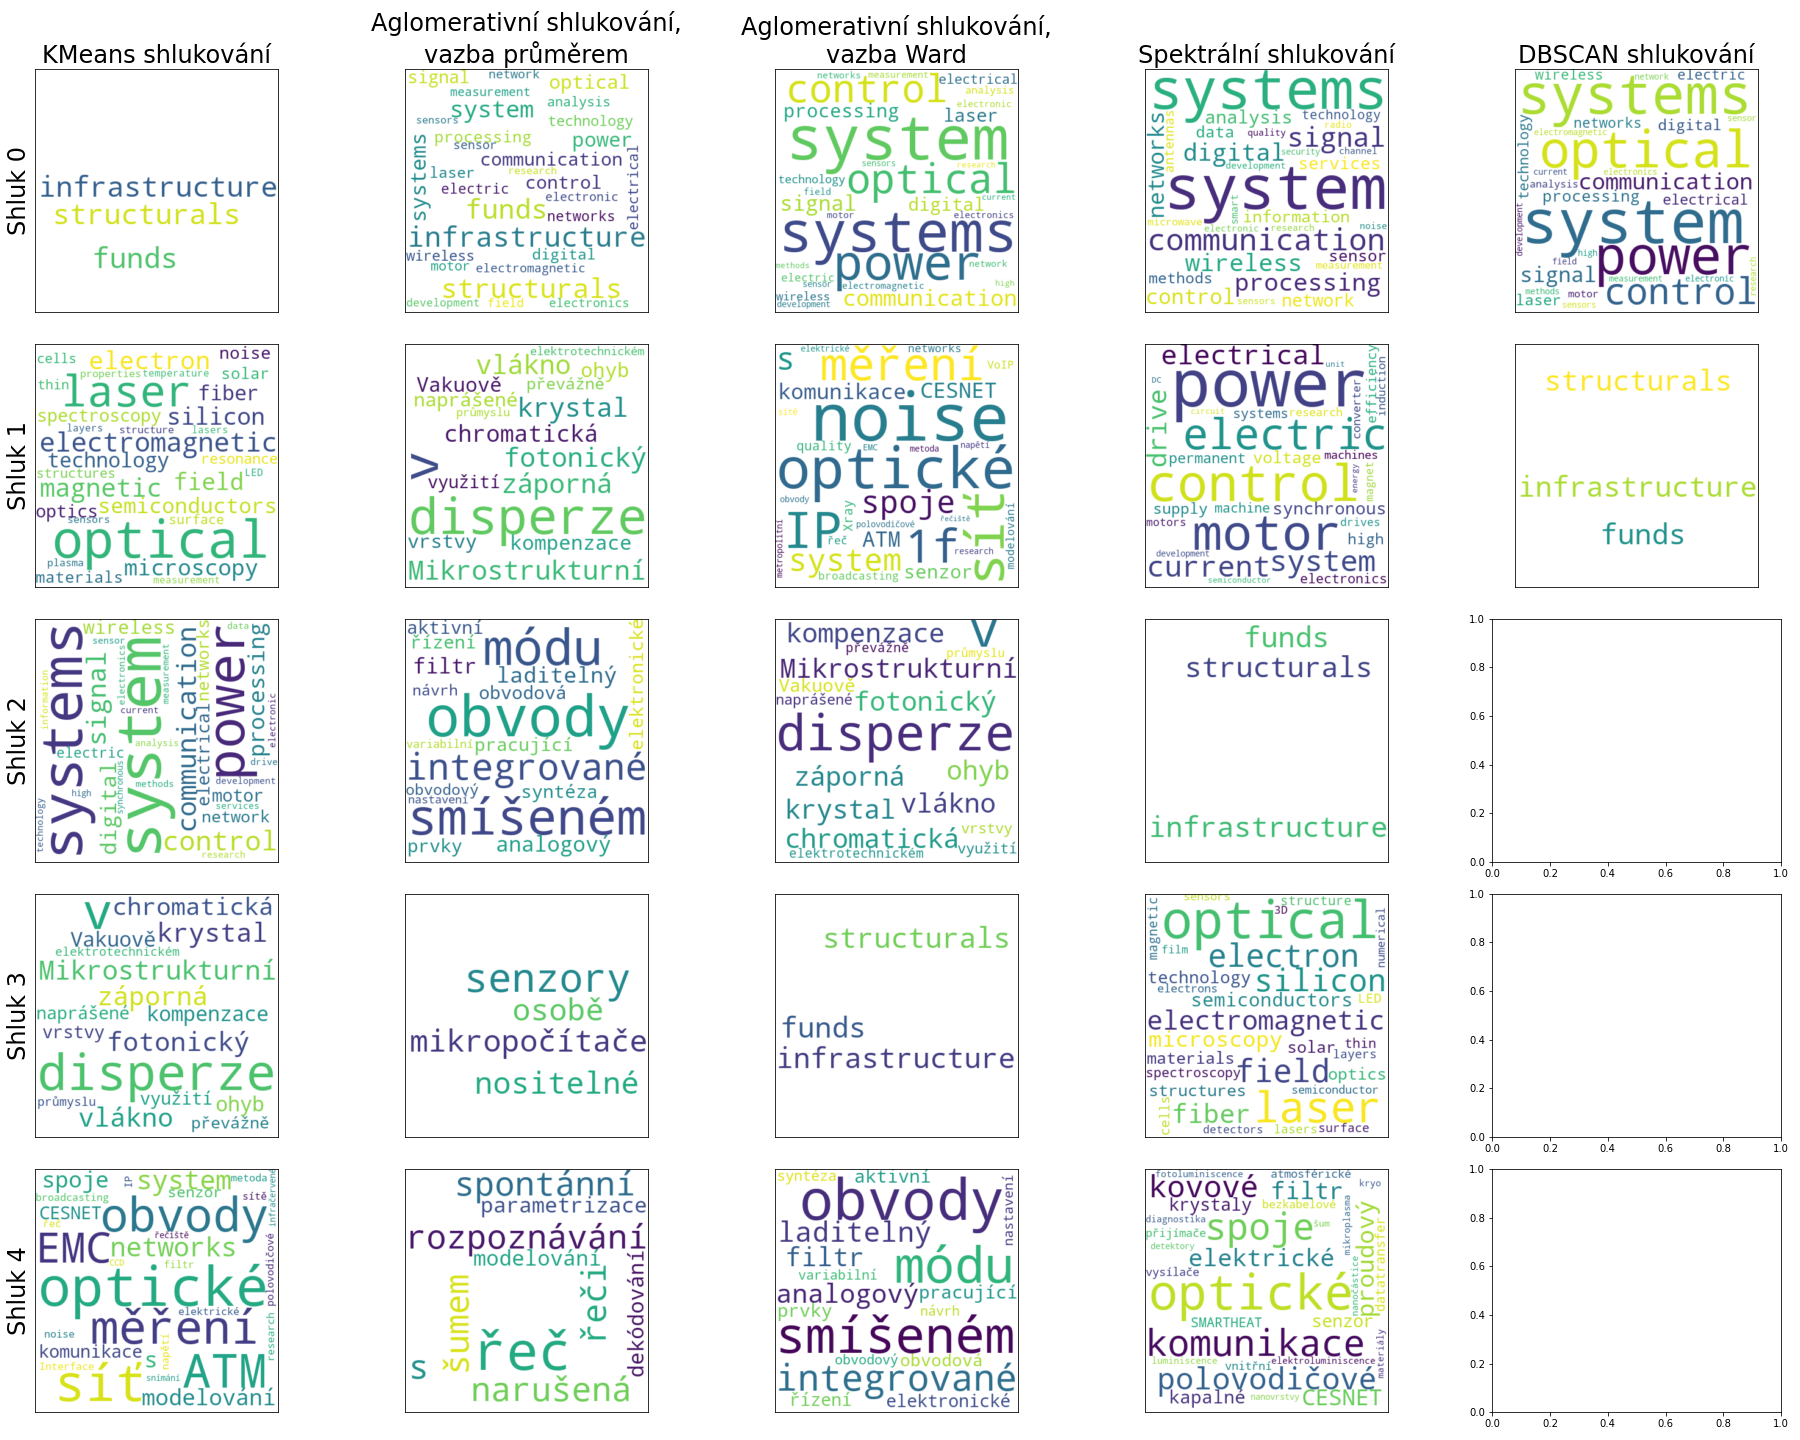 KMeans shlukování
Aglomerativní shlukování,
vazba průměrem
Aglomerativní shlukování,
vazba Ward
Spektrální shlukování
DBSCAN shlukování
Shluk 0
infrastructure
structurals
funds
signal network optical
measurement
system analysis
sensors technology
processing power
sensor
communication
systems
laser research
electric control
electronic
electrical
funds networks
infrastructure
wireless digital
motor electromagnetic
structurals
development field electronics
networks measurement electrical
control analysis
electronic
processing laser
system
sensors research
technology optical
field
signal digital current
motor electronics
systems
methods power network
electric
sensor electromagnetic high
wireless communication
development
systems
networks
antennas
analysis technology
radio
data quality signal channel
digital security
development services
system
smart
microwave information
electronic research noise
communication
wireless sensor
measurement
methods processing
control sensors network
wireless network electric
systems
sensor
technology
networks digital
electromagnetic
optical
current electronics
analysis communication
processing electrical
development
system
high
field power
signal measurement electronic
research
methods motor control
laser sensors
Shluk 1
cells electron noise
properties temperature solar
thin laser fiber
spectroscopy silicon
layers structure lasers
electromagnetic
technology resonance
structures LED
magnetic field
optics semiconductors
sensors surface
optical
plasma microscopy
materials measurement
elektrotechnickém
vlákno ohyb
Vakuově převážně
naprášené
průmyslu krystal
chromatická
v fotonický
využití záporná
disperze
vrstvy kompenzace
Mikrostrukturní
elektrické networks
s měření VoIP
komunikace CESNET
sítě
noise
quality EMC metoda napětí
optické
obvody
spoje
Xray
polovodičové řečiště
IP řeč ATM 1f síť
modelování
metropolitní
system research
broadcasting senzor
electrical unit
DC power
efficiency
induction
converter
circuit systems research
drive electric
permanent voltage machines
energy
magnet
control
supply machine synchronous
motors motor drives
high
development
current system
semiconductor electronics
structurals
infrastructure
funds
Shluk 2
wireless data
sensor
systems
information
signal
electronics
system
measurement
communication
networks
electrical
power
processing
electronic
current
analysis
electric
drive
high digital synchronous methods
development
motor
services
technology
network
control
research
aktivní módu
řízení
filtr laditelný
elektronické
návrh obvodová
obvody
variabilní pracující
integrované
obvodový syntéza
nastavení
smíšeném
prvky analogový
kompenzace v
převážně průmyslu
Mikrostrukturní
Vakuově
naprášené fotonický
disperze
záporná ohyb
krystal vlákno
chromatická vrstvy
elektrotechnickém využití
funds
structurals
infrastructure
1.0
0.8
0.6
0.4
0.2
0.0
0.0 0.2 0.4 0.6 0.8 1.0
Shluk 3
v chromatická
Vakuově krystal
elektrotechnickém
Mikrostrukturní
záporná
naprášené kompenzace
vrstvy fotonický
disperze
průmyslu využití ohyb
vlákno převážně
senzory
osobě
mikropočítače
nositelné
structurals
funds
infrastructure
sensors structure
magnetic
optical 3D
numerical
film electron
technology silicon
electrons
semiconductors LED
electromagnetic
microscopy solar thin
materials layers
spectroscopy field optics
structures semiconductor
cells
fiber laser
detectors lasers surface
1.0
0.8
0.6
0.4
0.2
0.0
0.0 0.2 0.4 0.6 0.8 1.0
Shluk 4
spoje IP system metoda
broadcasting senzor sítě
infračervené
CESNET obvody
řeč řečiště
EMC networks
CCD filtr
polovodičové
optické
elektrické
měření
noise
research
komunikace s napětí
Interface snímání ATM
síť modelování
spontánní
parametrizace
rozpoznávání
modelování
šumem řečí
dekódování
řeč
s narušená
syntéza aktivní
obvody
nastavení
laditelný
filtr módu
variabilní
analogový pracující
prvky návrh
smíšeném
obvodový obvodová
integrované
řízení elektronické
fotoluminiscence atmosférické
kovové filtr kryo
krystaly bezkabelové
diagnostika
mikroplasma
přijímače spoje šum
detektory proudový
elektrické
datatransfer
vysílače
nanočástice
optické
SMARTHEAT senzor
komunikace
materiály
luminiscence vnitřní elektroluminiscence
polovodičové
kapalné nanovrstvy CESNET
1.0
0.8
0.6
0.4
0.2
0.0
0.0 0.2 0.4 0.6 0.8 1.0